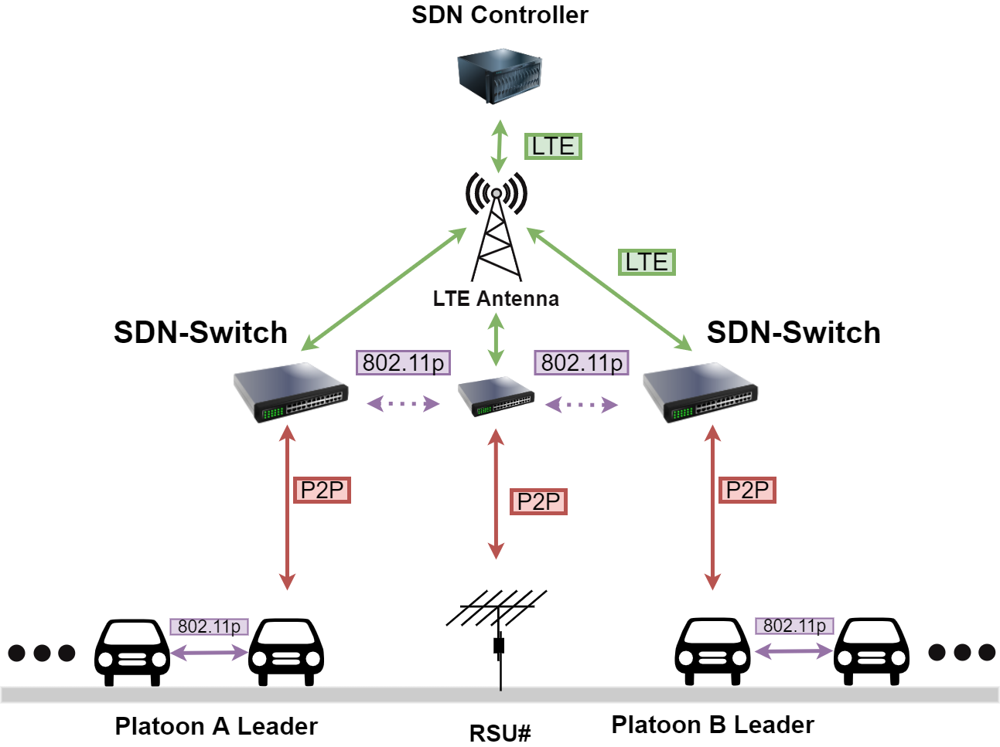 SDN Controller
LTE
LTE
LTE Antenna
SDN-Switch
SDN-Switch
802.11p
802.11p
P2P
P2P
P2P
802.11p
802.11p
Platoon A Leader
RSU#
Platoon B Leader